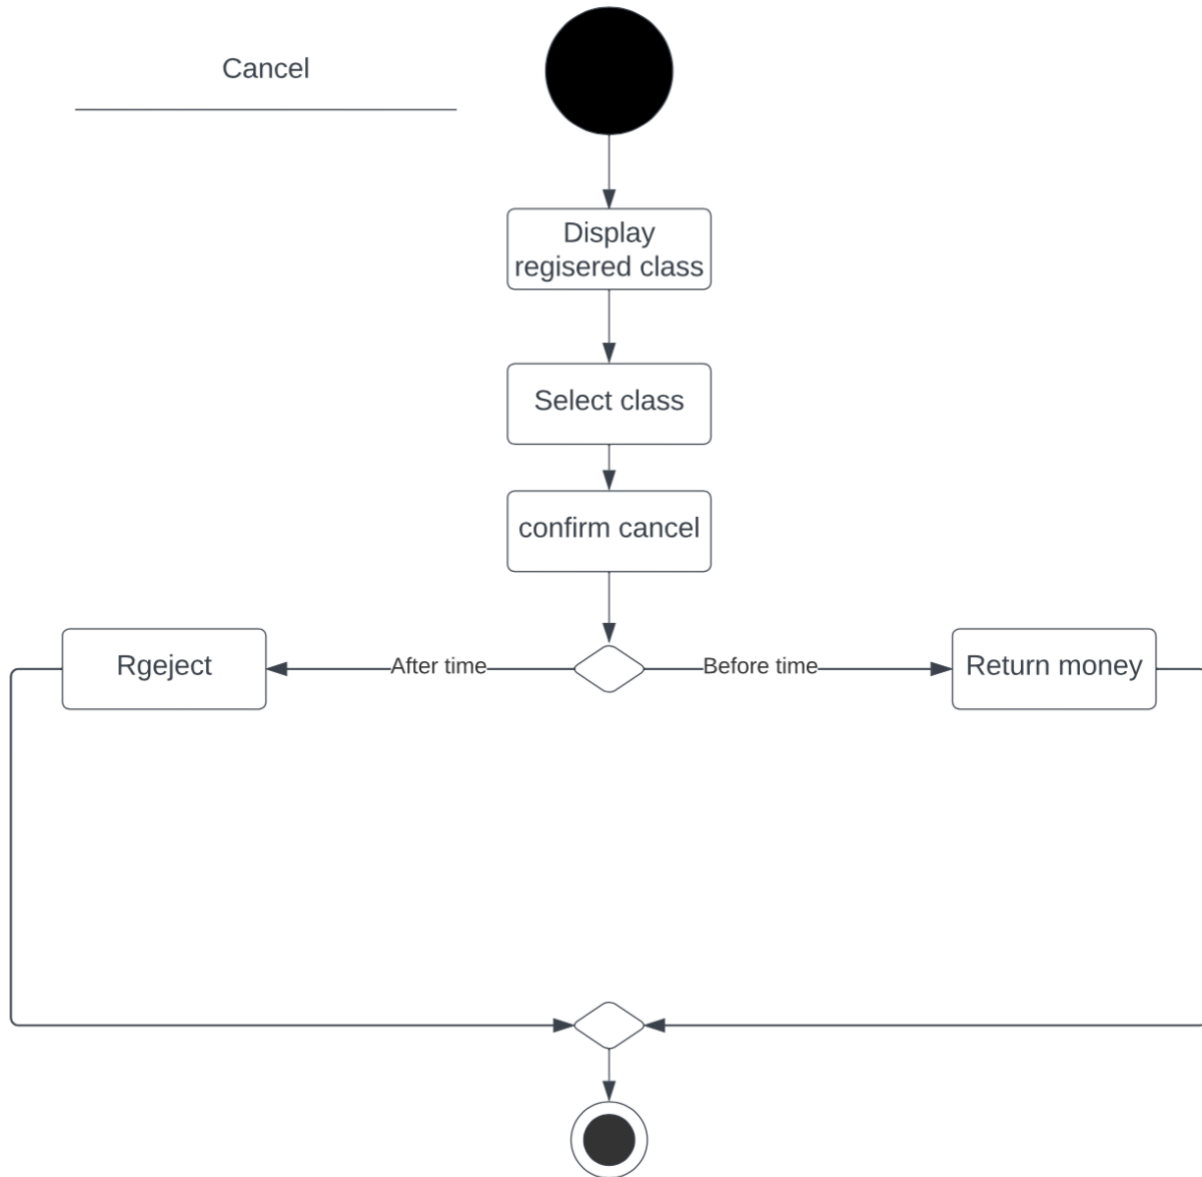 Cancel
Display
regisered class
Select class
confirm cancel
Rgeject
After time
Before time
Return money